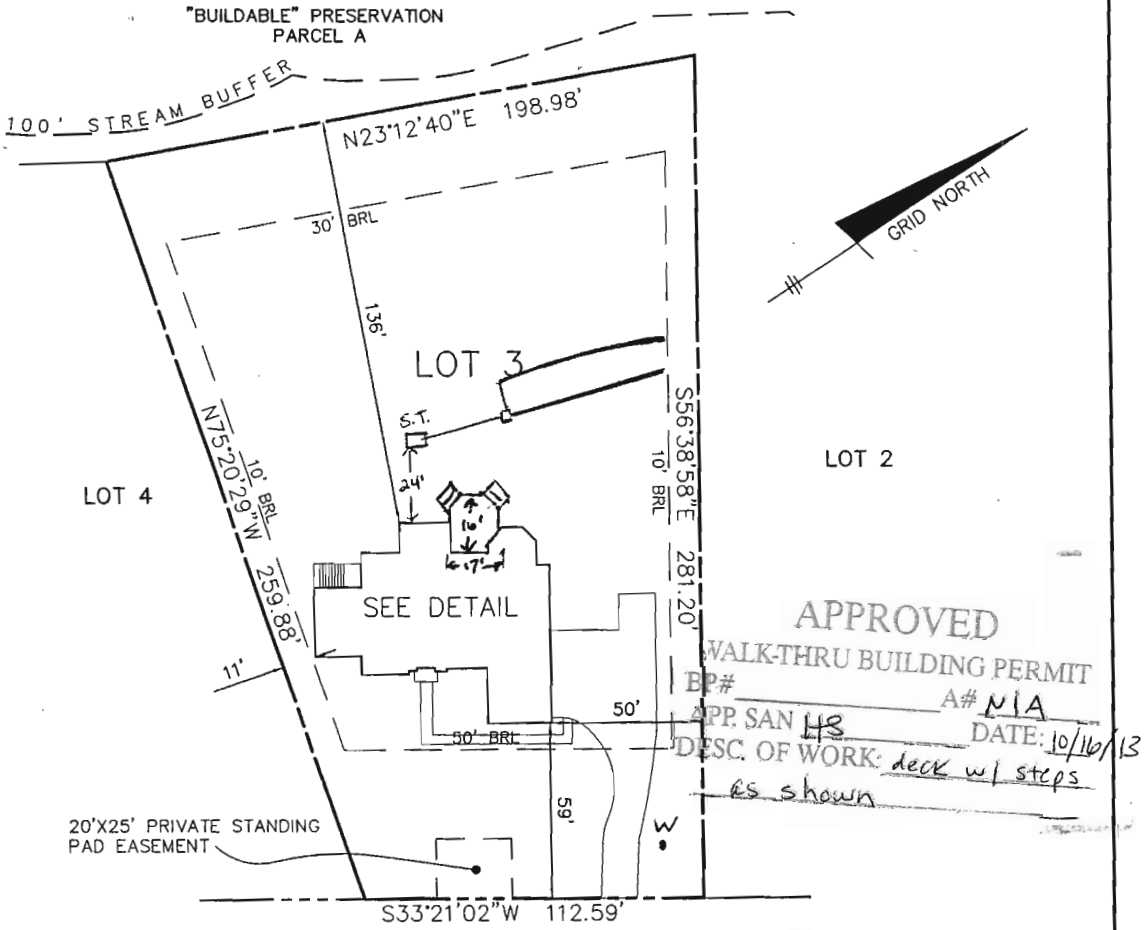 "BUILDABLE" PRESERVATION
PARCEL A
100' STREAM BUFFER
N23°12'40"E 198.98'
GRID NORTH
30' BRL
136'
LOT 3
S.T.
24'
S56°38'58"E 281.20'
10' BRL
LOT 2
N75°20'29"W 259.88'
10' BRL
LOT 4
16'
17'
SEE DETAIL
11'
50'
50' BRL
59'
APPROVED
WALK-THRU BUILDING PERMIT
BP# A# N/A
APP. SAN HS DATE: 10/16/13
DESC. OF WORK: deck w/ steps
as shown
20'X25' PRIVATE STANDING
PAD EASEMENT
W
S33°21'02"W 112.59'